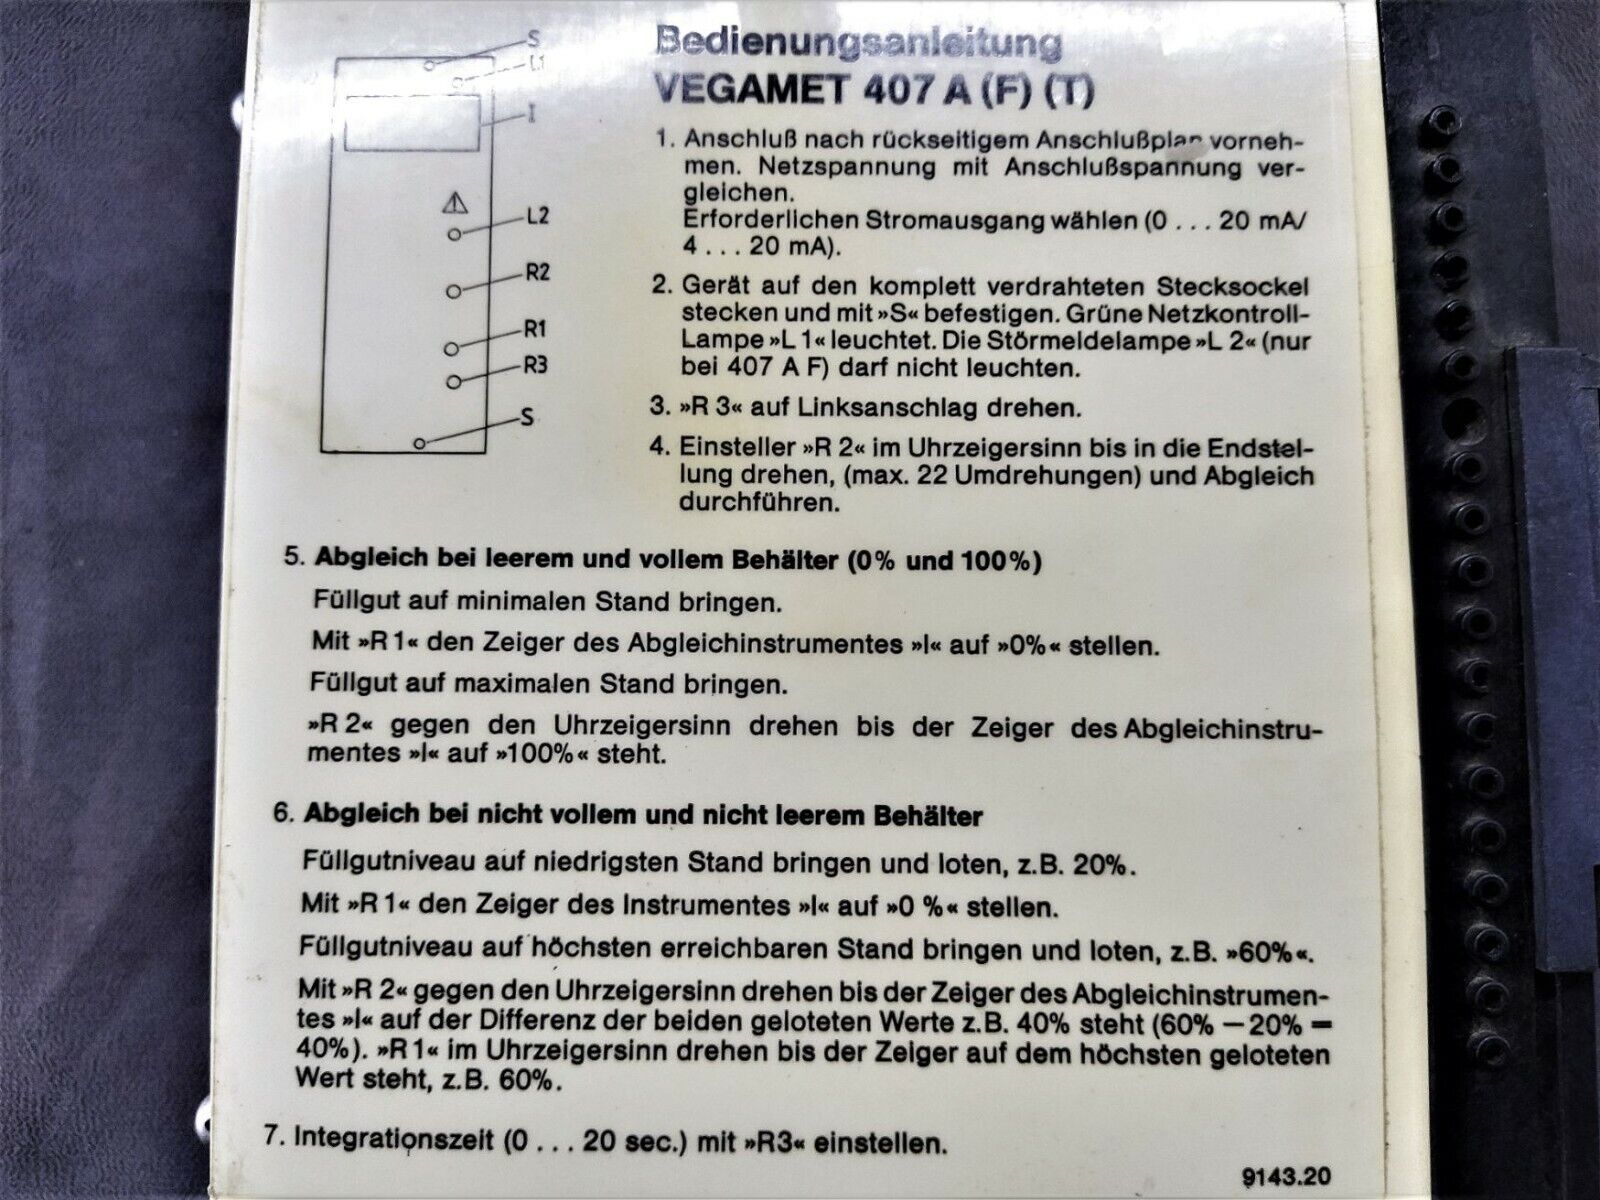 S
L1
I
L2
R2
R1
R3
S
Bedienungsanleitung
VEGAMET 407 A (F) (T)
1. Anschluß nach rückseitigem Anschlußplan vorneh-
men. Netzspannung mit Anschlußspannung ver-
gleichen.
Erforderlichen Stromausgang wählen (0 . . . 20 mA/
4 . . . 20 mA).
2. Gerät auf den komplett verdrahteten Stecksockel
stecken und mit »S« befestigen. Grüne Netzkontroll-
Lampe »L 1« leuchtet. Die Störmeldelampe »L 2« (nur
bei 407 A F) darf nicht leuchten.
3. »R 3« auf Linksanschlag drehen.
4. Einsteller »R 2« im Uhrzeigersinn bis in die Endstel-
lung drehen, (max. 22 Umdrehungen) und Abgleich
durchführen.
5. Abgleich bei leerem und vollem Behälter (0% und 100%)
Füllgut auf minimalen Stand bringen.
Mit »R 1« den Zeiger des Abgleichinstrumentes »I« auf »0%« stellen.
Füllgut auf maximalen Stand bringen.
»R 2« gegen den Uhrzeigersinn drehen bis der Zeiger des Abgleichinstru-
mentes »I« auf »100%« steht.
6. Abgleich bei nicht vollem und nicht leerem Behälter
Füllgutniveau auf niedrigsten Stand bringen und loten, z.B. 20%.
Mit »R 1« den Zeiger des Instrumentes »I« auf »0 %« stellen.
Füllgutniveau auf höchsten erreichbaren Stand bringen und loten, z.B. »60%«.
Mit »R 2« gegen den Uhrzeigersinn drehen bis der Zeiger des Abgleichinstrumen-
tes »I« auf der Differenz der beiden geloteten Werte z.B. 40% steht (60% – 20% =
40%). »R 1« im Uhrzeigersinn drehen bis der Zeiger auf dem höchsten geloteten
Wert steht, z.B. 60%.
7. Integrationszeit (0 . . . 20 sec.) mit »R3« einstellen.
9143.20